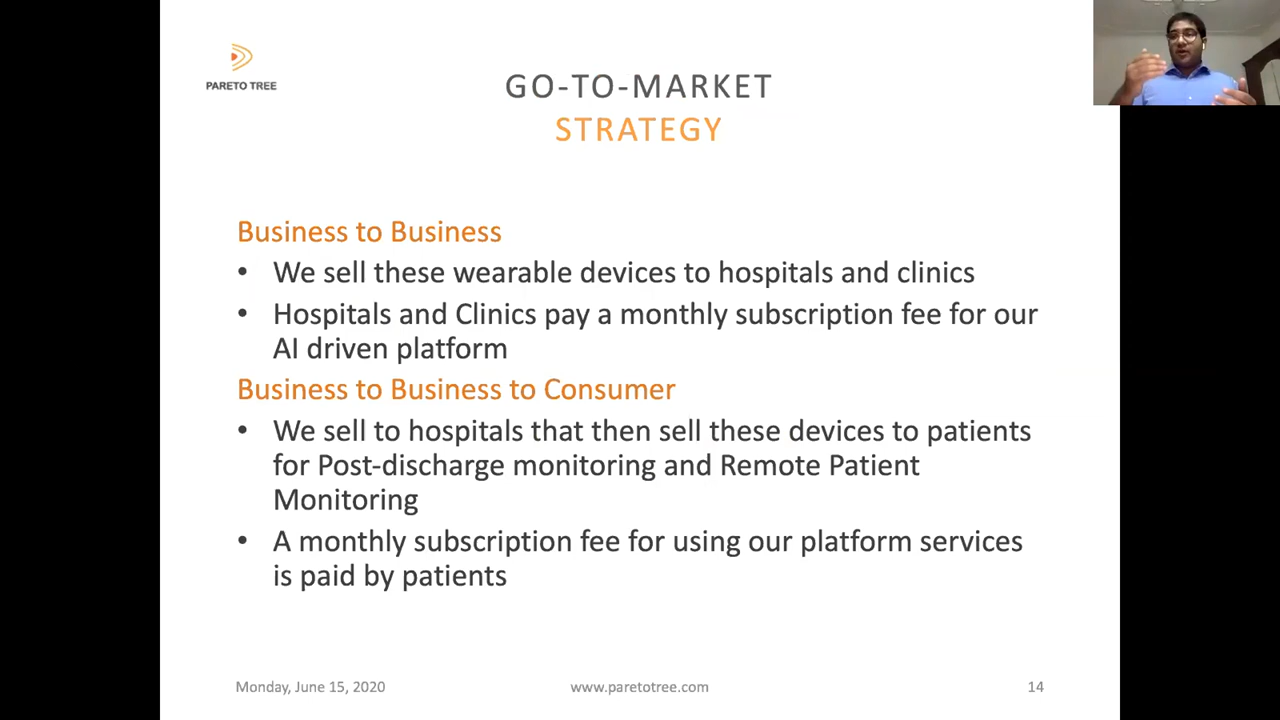 PARETO TREE
GO-TO-MARKET
STRATEGY
Business to Business
• We sell these wearable devices to hospitals and clinics
• Hospitals and Clinics pay a monthly subscription fee for our
AI driven platform
Business to Business to Consumer
• We sell to hospitals that then sell these devices to patients
for Post-discharge monitoring and Remote Patient
Monitoring
• A monthly subscription fee for using our platform services
is paid by patients
Monday, June 15, 2020
www.paretotree.com
14